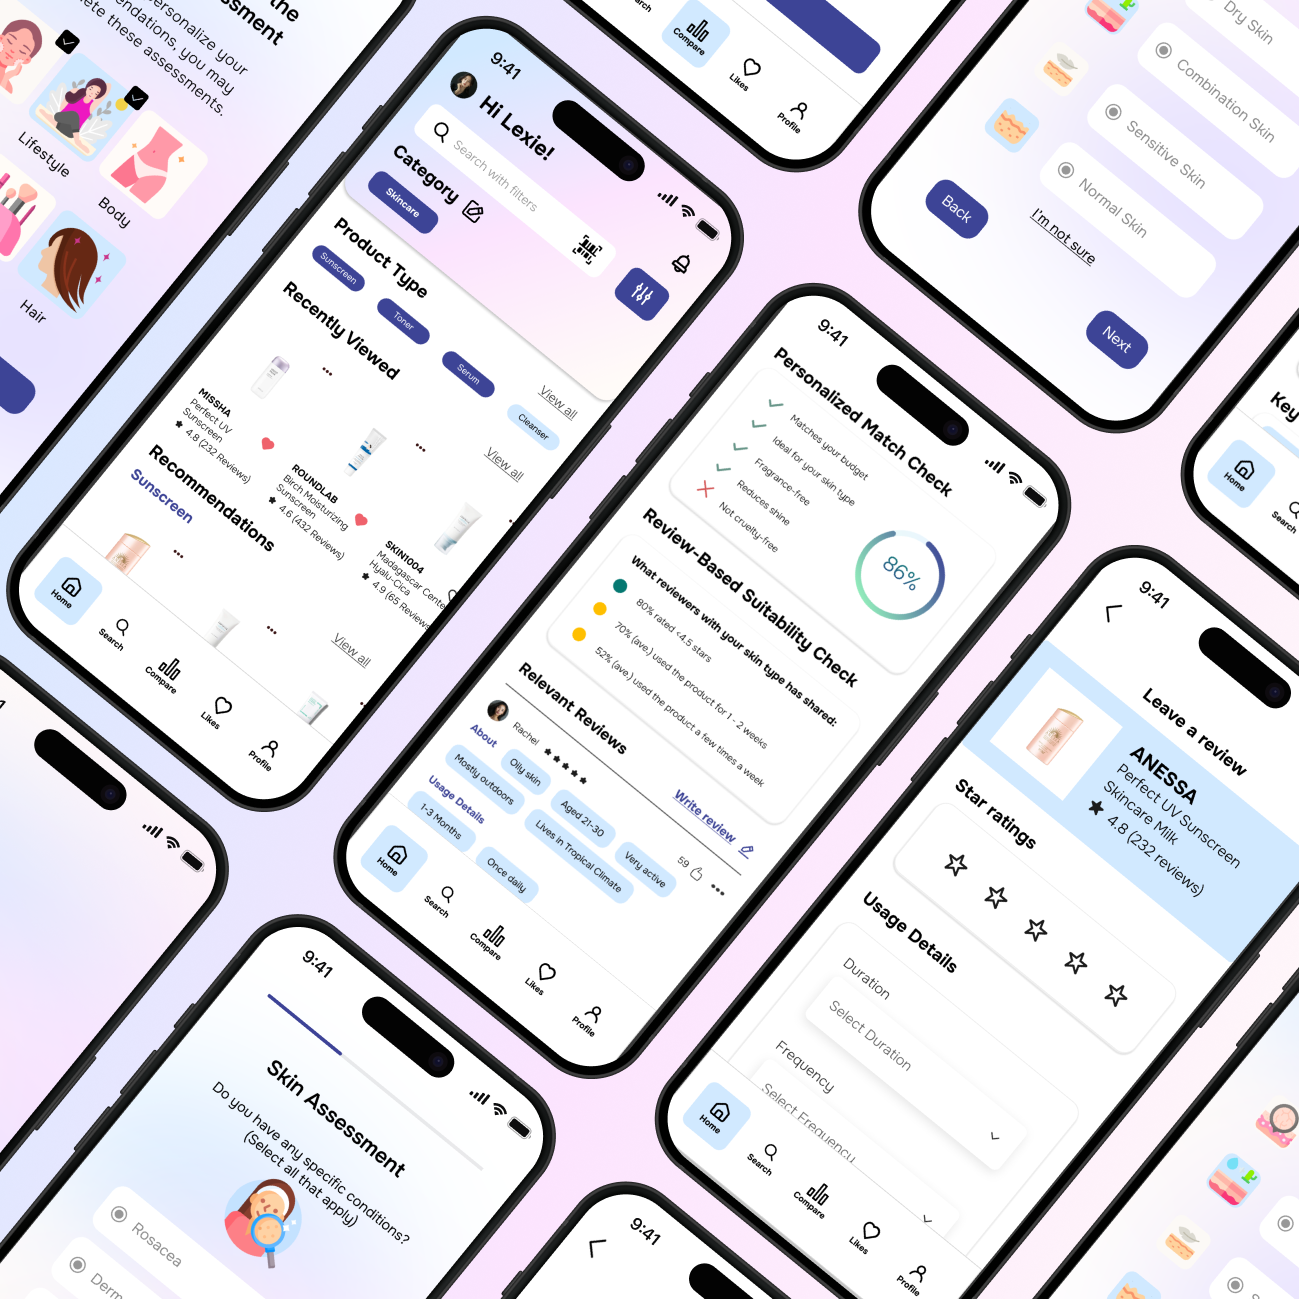 the
ssment
personalize your
endations, you may
ete these assessments.
Lifestyle
Body
Hair
9:41
Hi Lexie!
Search with filters
Category
Skincare
Product Type
Sunscreen
Toner
Serum
Cleanser
View all
Recently Viewed
View all
MISSHA
Perfect UV
Sunscreen
4.8 (232 Reviews)
ROUNDLAB
Birch Moisturizing
Sunscreen
4.6 (432 Reviews)
SKIN1004
Madagascar Cente
Hyalu-Cica
4.9 (65 Reviews
Recommendations
Sunscreen
View all
Home
Search
Compare
Likes
Profile
arch
Compare
Likes
Profile
Dry Skin
Combination Skin
Sensitive Skin
Normal Skin
I'm not sure
Back
Next
9:41
Personalized Match Check
Matches your budget
Ideal for your skin type
Fragrance-free
Reduces shine
Not cruelty-free
86%
Review-Based Suitability Check
What reviewers with your skin type has shared:
80% rated <4.5 stars
70% (ave.) used the product for 1 - 2 weeks
52% (ave.) used the product a few times a week
Relevant Reviews
Write review
Rachel
59
About
Oily skin
Aged 21-30
Very active
Mostly outdoors
Lives in Tropical Climate
Usage Details
1-3 Months
Once daily
Home
Search
Compare
Likes
Profile
Key
Home
Search
9:41
Leave a review
ANESSA
Perfect UV Sunscreen
Skincare Milk
4.8 (232 reviews)
Star ratings
Usage Details
Duration
Select Duration
Frequency
Select Frequency
Home
Search
Compare
Likes
Profile
9:41
Skin Assessment
Do you have any specific conditions?
(Select all that apply)
Rosacea
Derm
9:41